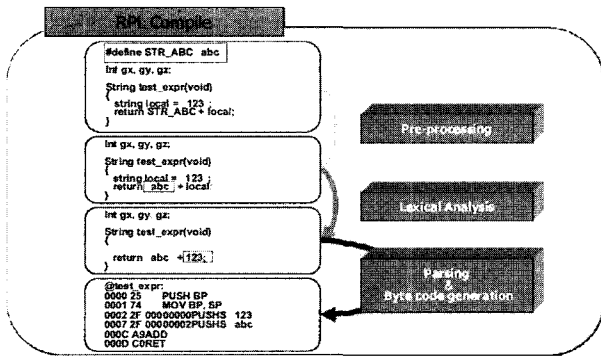 RPL Compile
#define STR_ABC abc
Int gx, gy, gz;
String test_expr(void)
{
string local = 123 ;
return STR_ABC + local;
}
Int gx, gy, gz;
String test_expr(void)
{
string local = 123 ;
return abc + local
}
Int gx, gy, gz;
String test_expr(void)
{
return abc +123;
}
@test_expr:
0000 25 PUSH BP
0001 74 MOV BP, SP
0002 2F 00000000PUSHS 123
0007 2F 00000002PUSHS abc
000C A9ADD
000D C0RET
Pre-processing
Lexical Analysis
Parsing
&
Byte code generation